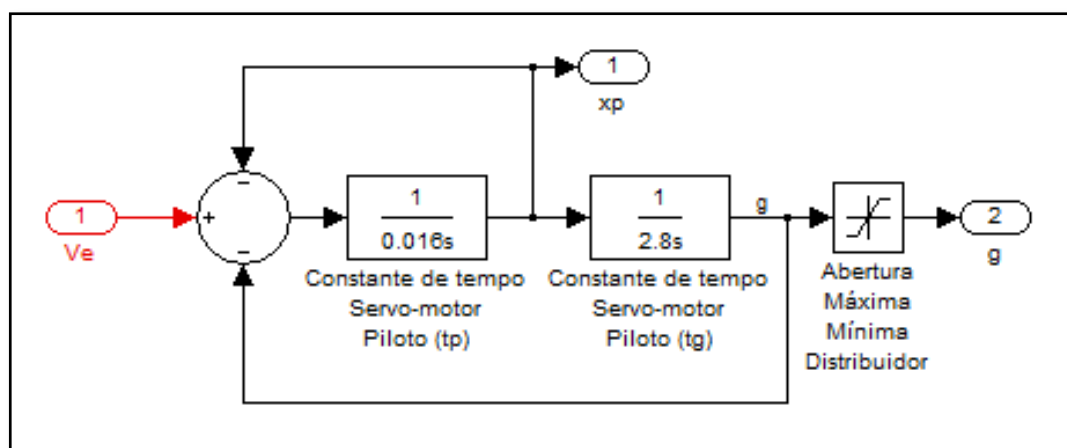 1
xp
−
1
Ve
+
−
1
0.016s
Constante de tempo
Servo-motor
Piloto (tp)
1
2.8s
Constante de tempo
Servo-motor
Piloto (tg)
g
Abertura
Máxima
Mínima
Distribuidor
2
g